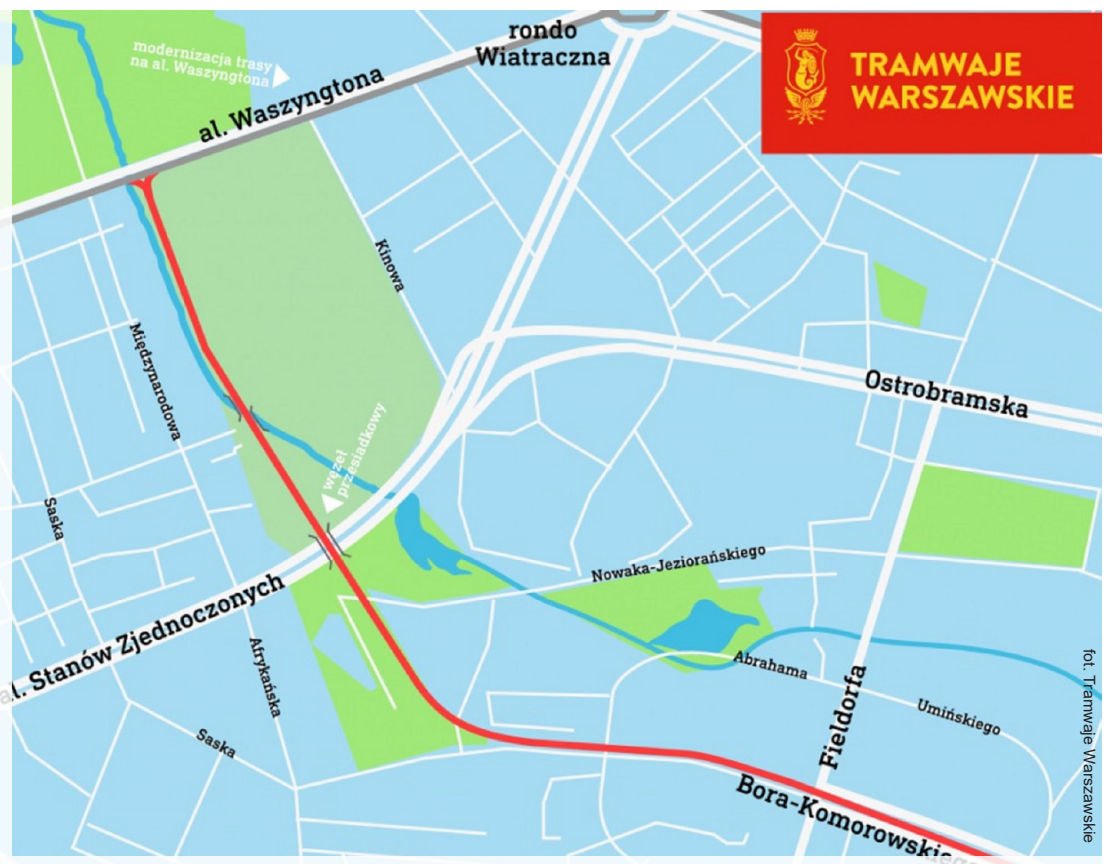 rondo
Wiatraczna
TRAMWAJE
WARSZAWSKIE
modernizacja trasy
na al. Waszyngtona
al. Waszyngtona
Kinowa
Międzynarodowa
Ostrobramska
węzeł
przesiadkowy
Saska
Nowaka-Jeziorańskiego
al. Stanów Zjednoczonych
Afrykańska
Saska
Abrahama
Umińskiego
Fieldorfa
Bora-Komorowskiego
fot. Tramwaje Warszawskie